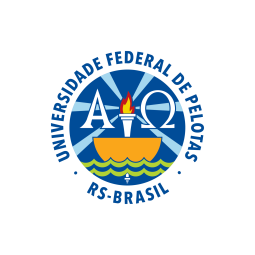 UNIVERSIDADE FEDERAL DE PELOTAS
Α Ω
· RS-BRASIL ·